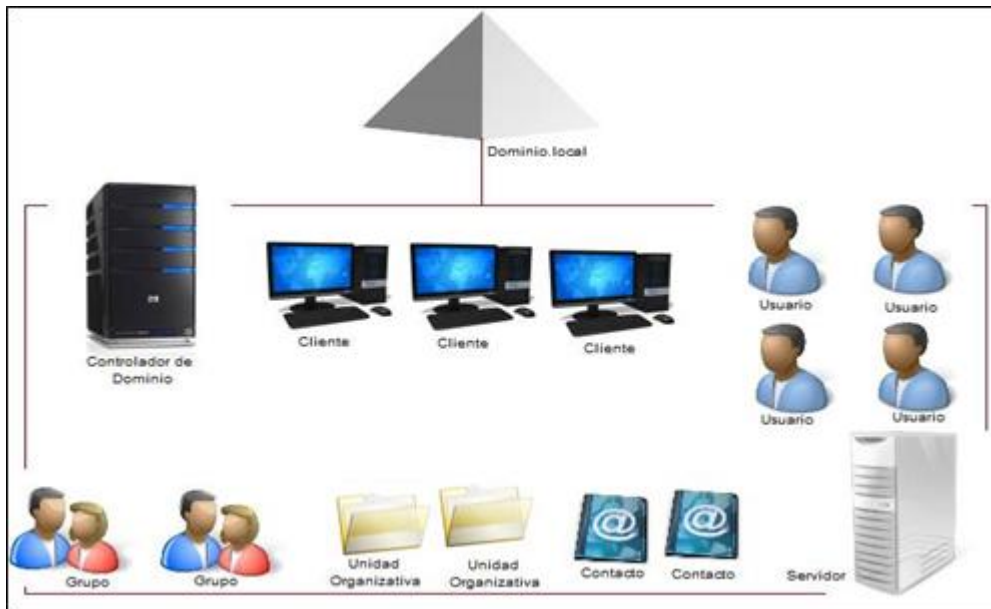 Dominio.local
Controlador de
Dominio
Cliente
Cliente
Cliente
Usuario
Usuario
Usuario
Usuario
Grupo
Grupo
Unidad
Organizativa
Unidad
Organizativa
Contacto
Contacto
Servidor